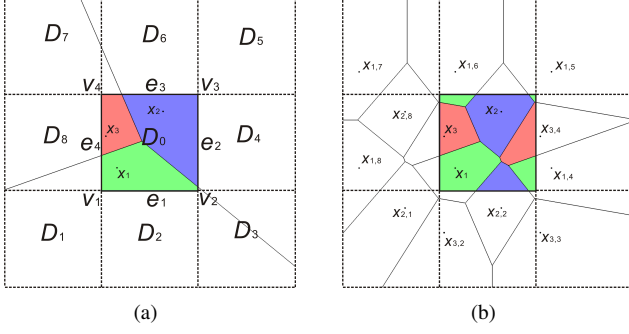 D7 D6 D5
v4 e3 v3
x2
D8 e4 x3 D0 e2 D4
x1
v1 e1 v2
D1 D2 D3
(a)
x1,7 x1,6 x1,5
x2,8 x2
x3 x3,4
x1,8 x1 x1,4
x2,1 x2,2
x3,2 x3,3
(b)